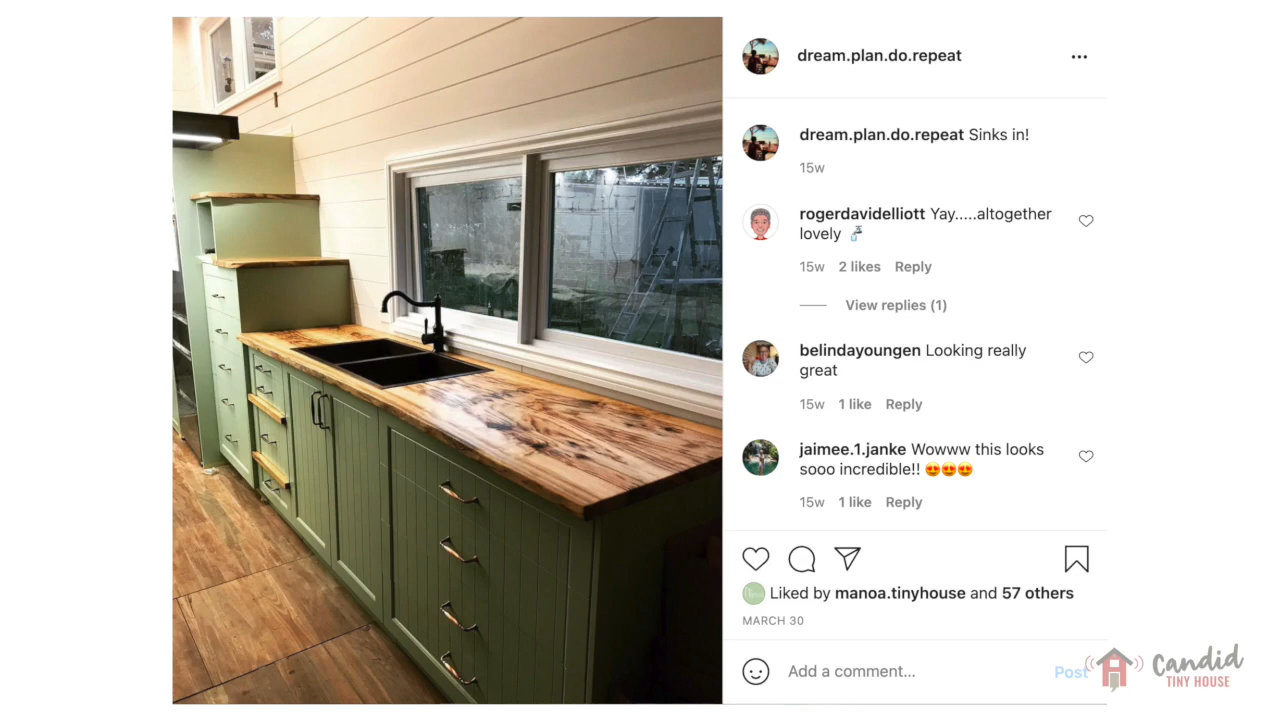 dream.plan.do.repeat
dream.plan.do.repeat Sinks in!
15w
rogerdavidelliott Yay.....altogether
lovely 🚰
15w 2 likes Reply
View replies (1)
belindayoungen Looking really
great
15w 1 like Reply
jaimee.1.janke Wowww this looks
sooo incredible!! 😍😍😍
15w 1 like Reply
Liked by manoa.tinyhouse and 57 others
MARCH 30
Add a comment... Post
Candid
TINY HOUSE